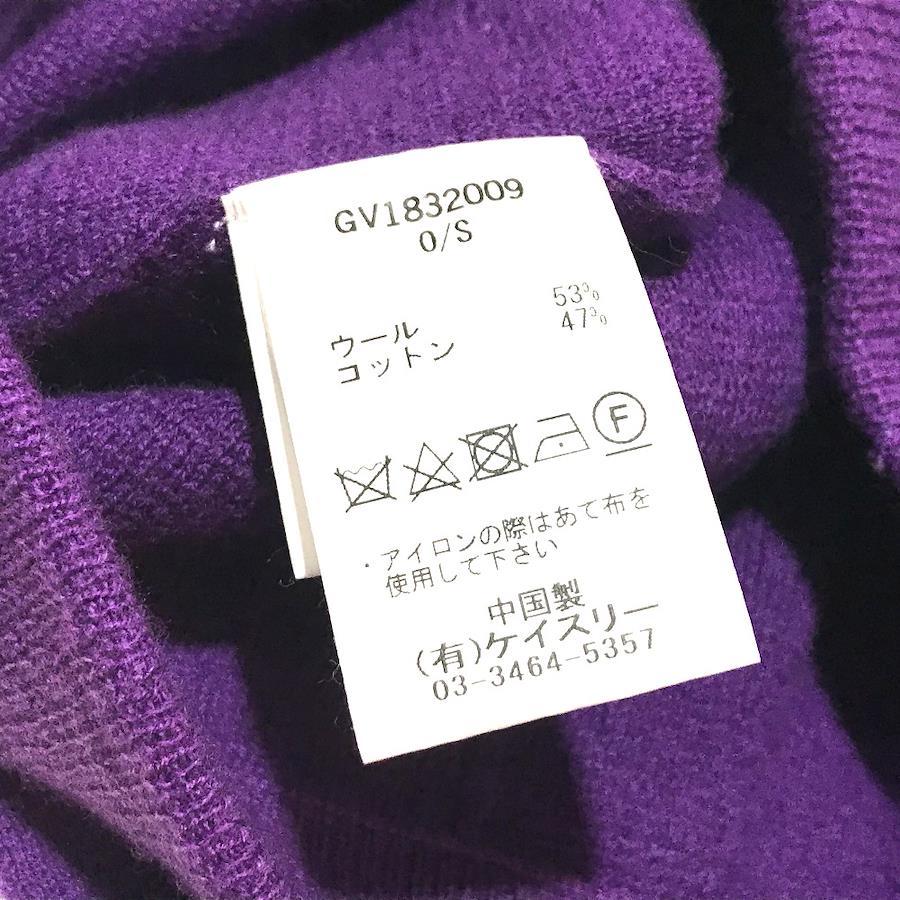 GV1832009
O/S
ウール 53%
コットン 47%
F
・アイロンの際はあて布を
使用して下さい
中国製
(有)ケイスリー
03-3464-5357